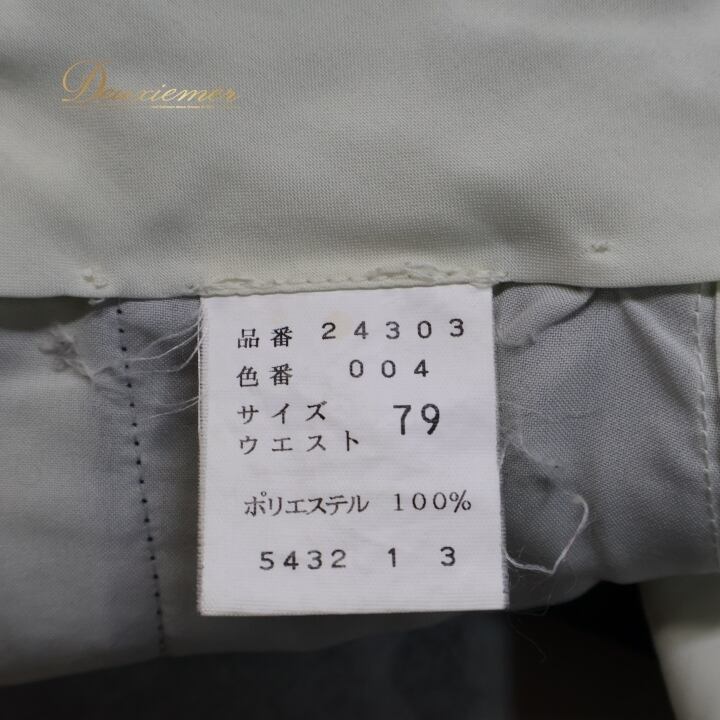 Deuxiemer
品番 24303
色番 004
サイズ
ウエスト 79
ポリエステル 100%
5432 1 3